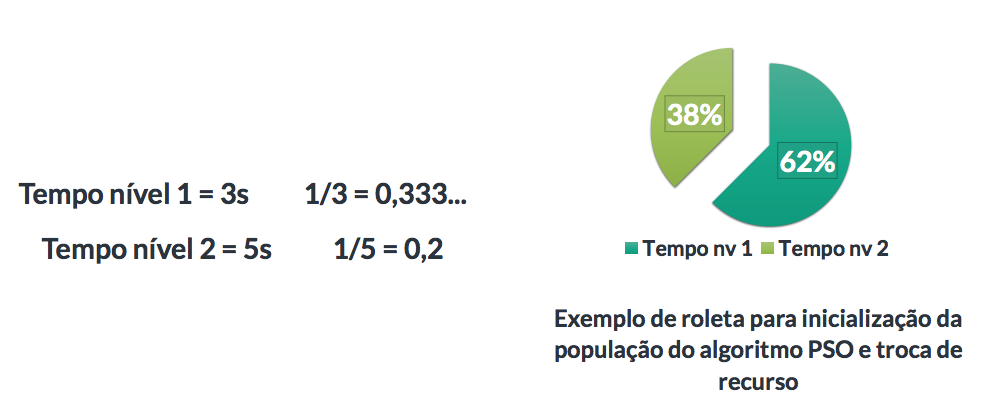 Tempo nível 1 = 3s 1/3 = 0,333...
Tempo nível 2 = 5s 1/5 = 0,2
38%
62%
Tempo nv 1 Tempo nv 2
Exemplo de roleta para inicialização da
população do algoritmo PSO e troca de
recurso